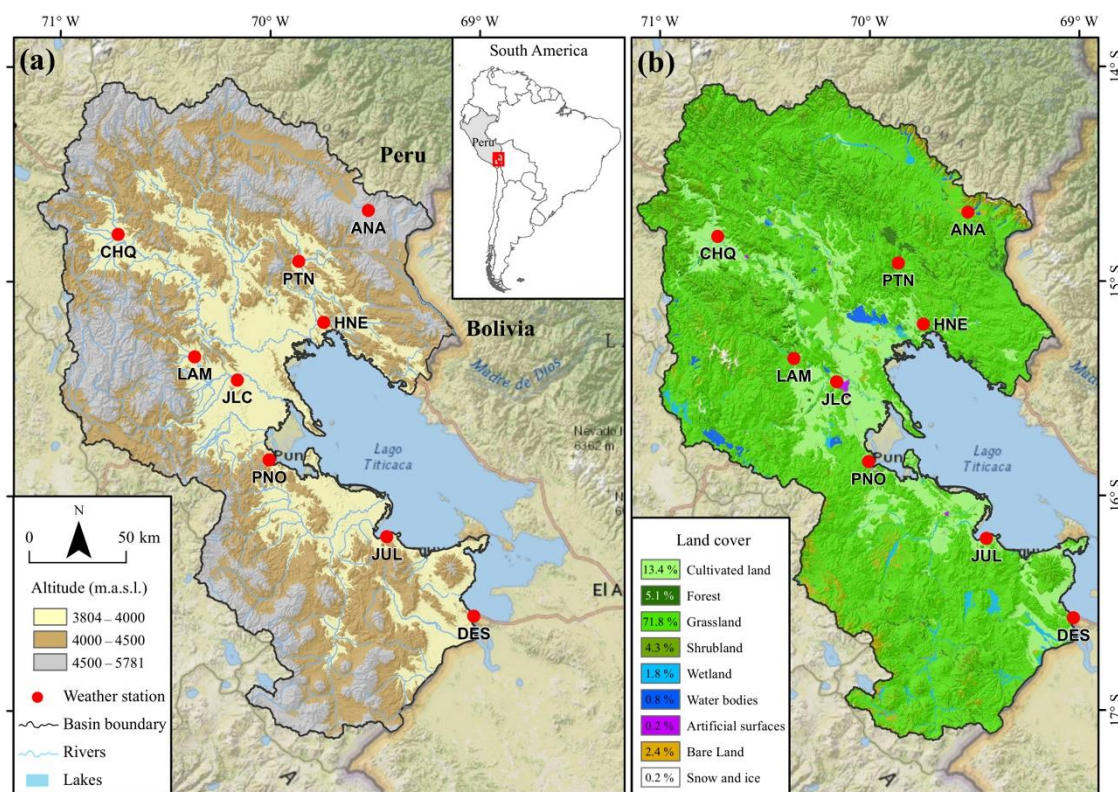 71° W
70° W
69° W
(a)
South America
Peru
Peru
Bolivia
ANA
CHQ
PTN
HNE
LAM
JLC
PNO
Pun
JUL
DES
Madre de Dios
Lago
Titicaca
6362 m
El A
N
0
50 km
Altitude (m.a.s.l.)
3804 – 4000
4000 – 4500
4500 – 5781
Weather station
Basin boundary
Rivers
Lakes
71° W
70° W
69° W
(b)
ANA
CHQ
PTN
HNE
LAM
JLC
PNO
Pun
JUL
DES
Lago
Titicaca
14° S
15° S
16° S
17° S
Land cover
13.4 % Cultivated land
5.1 % Forest
71.8 % Grassland
4.3 % Shrubland
1.8 % Wetland
0.8 % Water bodies
0.2 % Artificial surfaces
2.4 % Bare Land
0.2 % Snow and ice